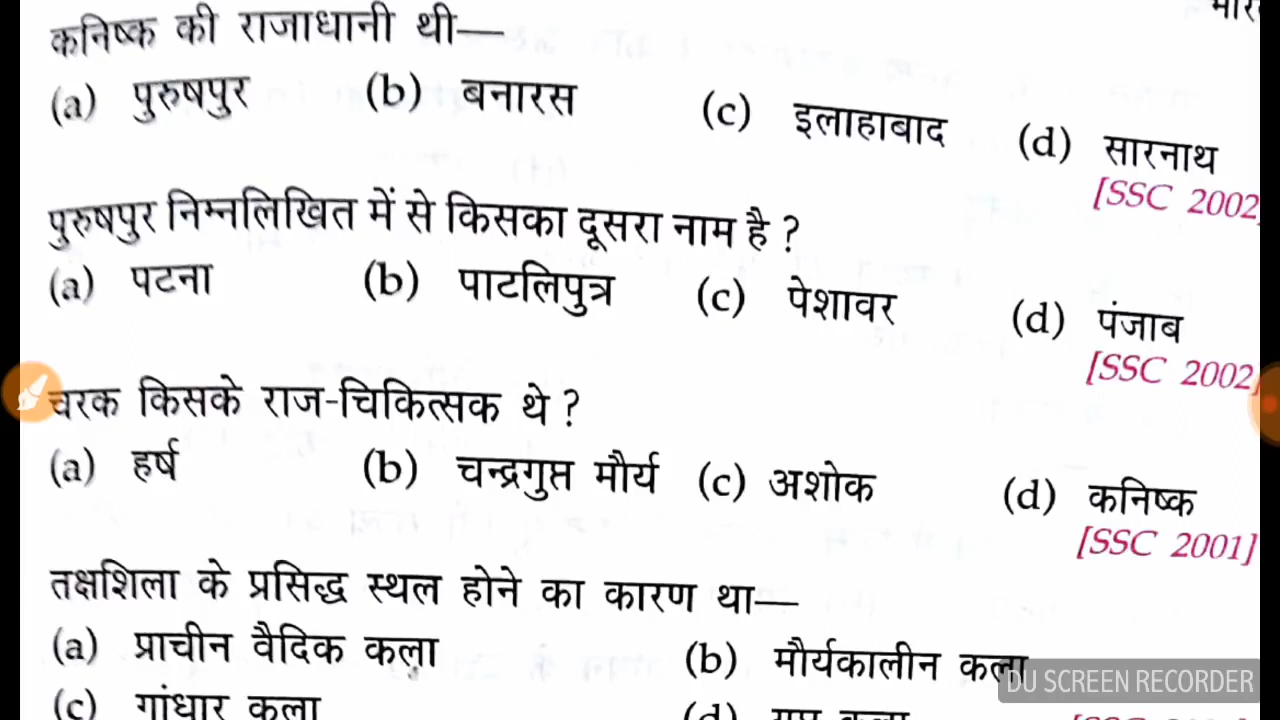 भार
कनिष्क की राजाधानी थी—
(a) पुरुषपुर (b) बनारस (c) इलाहाबाद (d) सारनाथ
[SSC 2002]
पुरुषपुर निम्नलिखित में से किसका दूसरा नाम है ?
(a) पटना (b) पाटलिपुत्र (c) पेशावर (d) पंजाब
[SSC 2002]
चरक किसके राज-चिकित्सक थे ?
(a) हर्ष (b) चन्द्रगुप्त मौर्य (c) अशोक (d) कनिष्क
[SSC 2001]
तक्षशिला के प्रसिद्ध स्थल होने का कारण था—
(a) प्राचीन वैदिक कला (b) मौर्यकालीन कला
DU SCREEN RECORDER
(c) गांधार कला (d) गुप्त कला